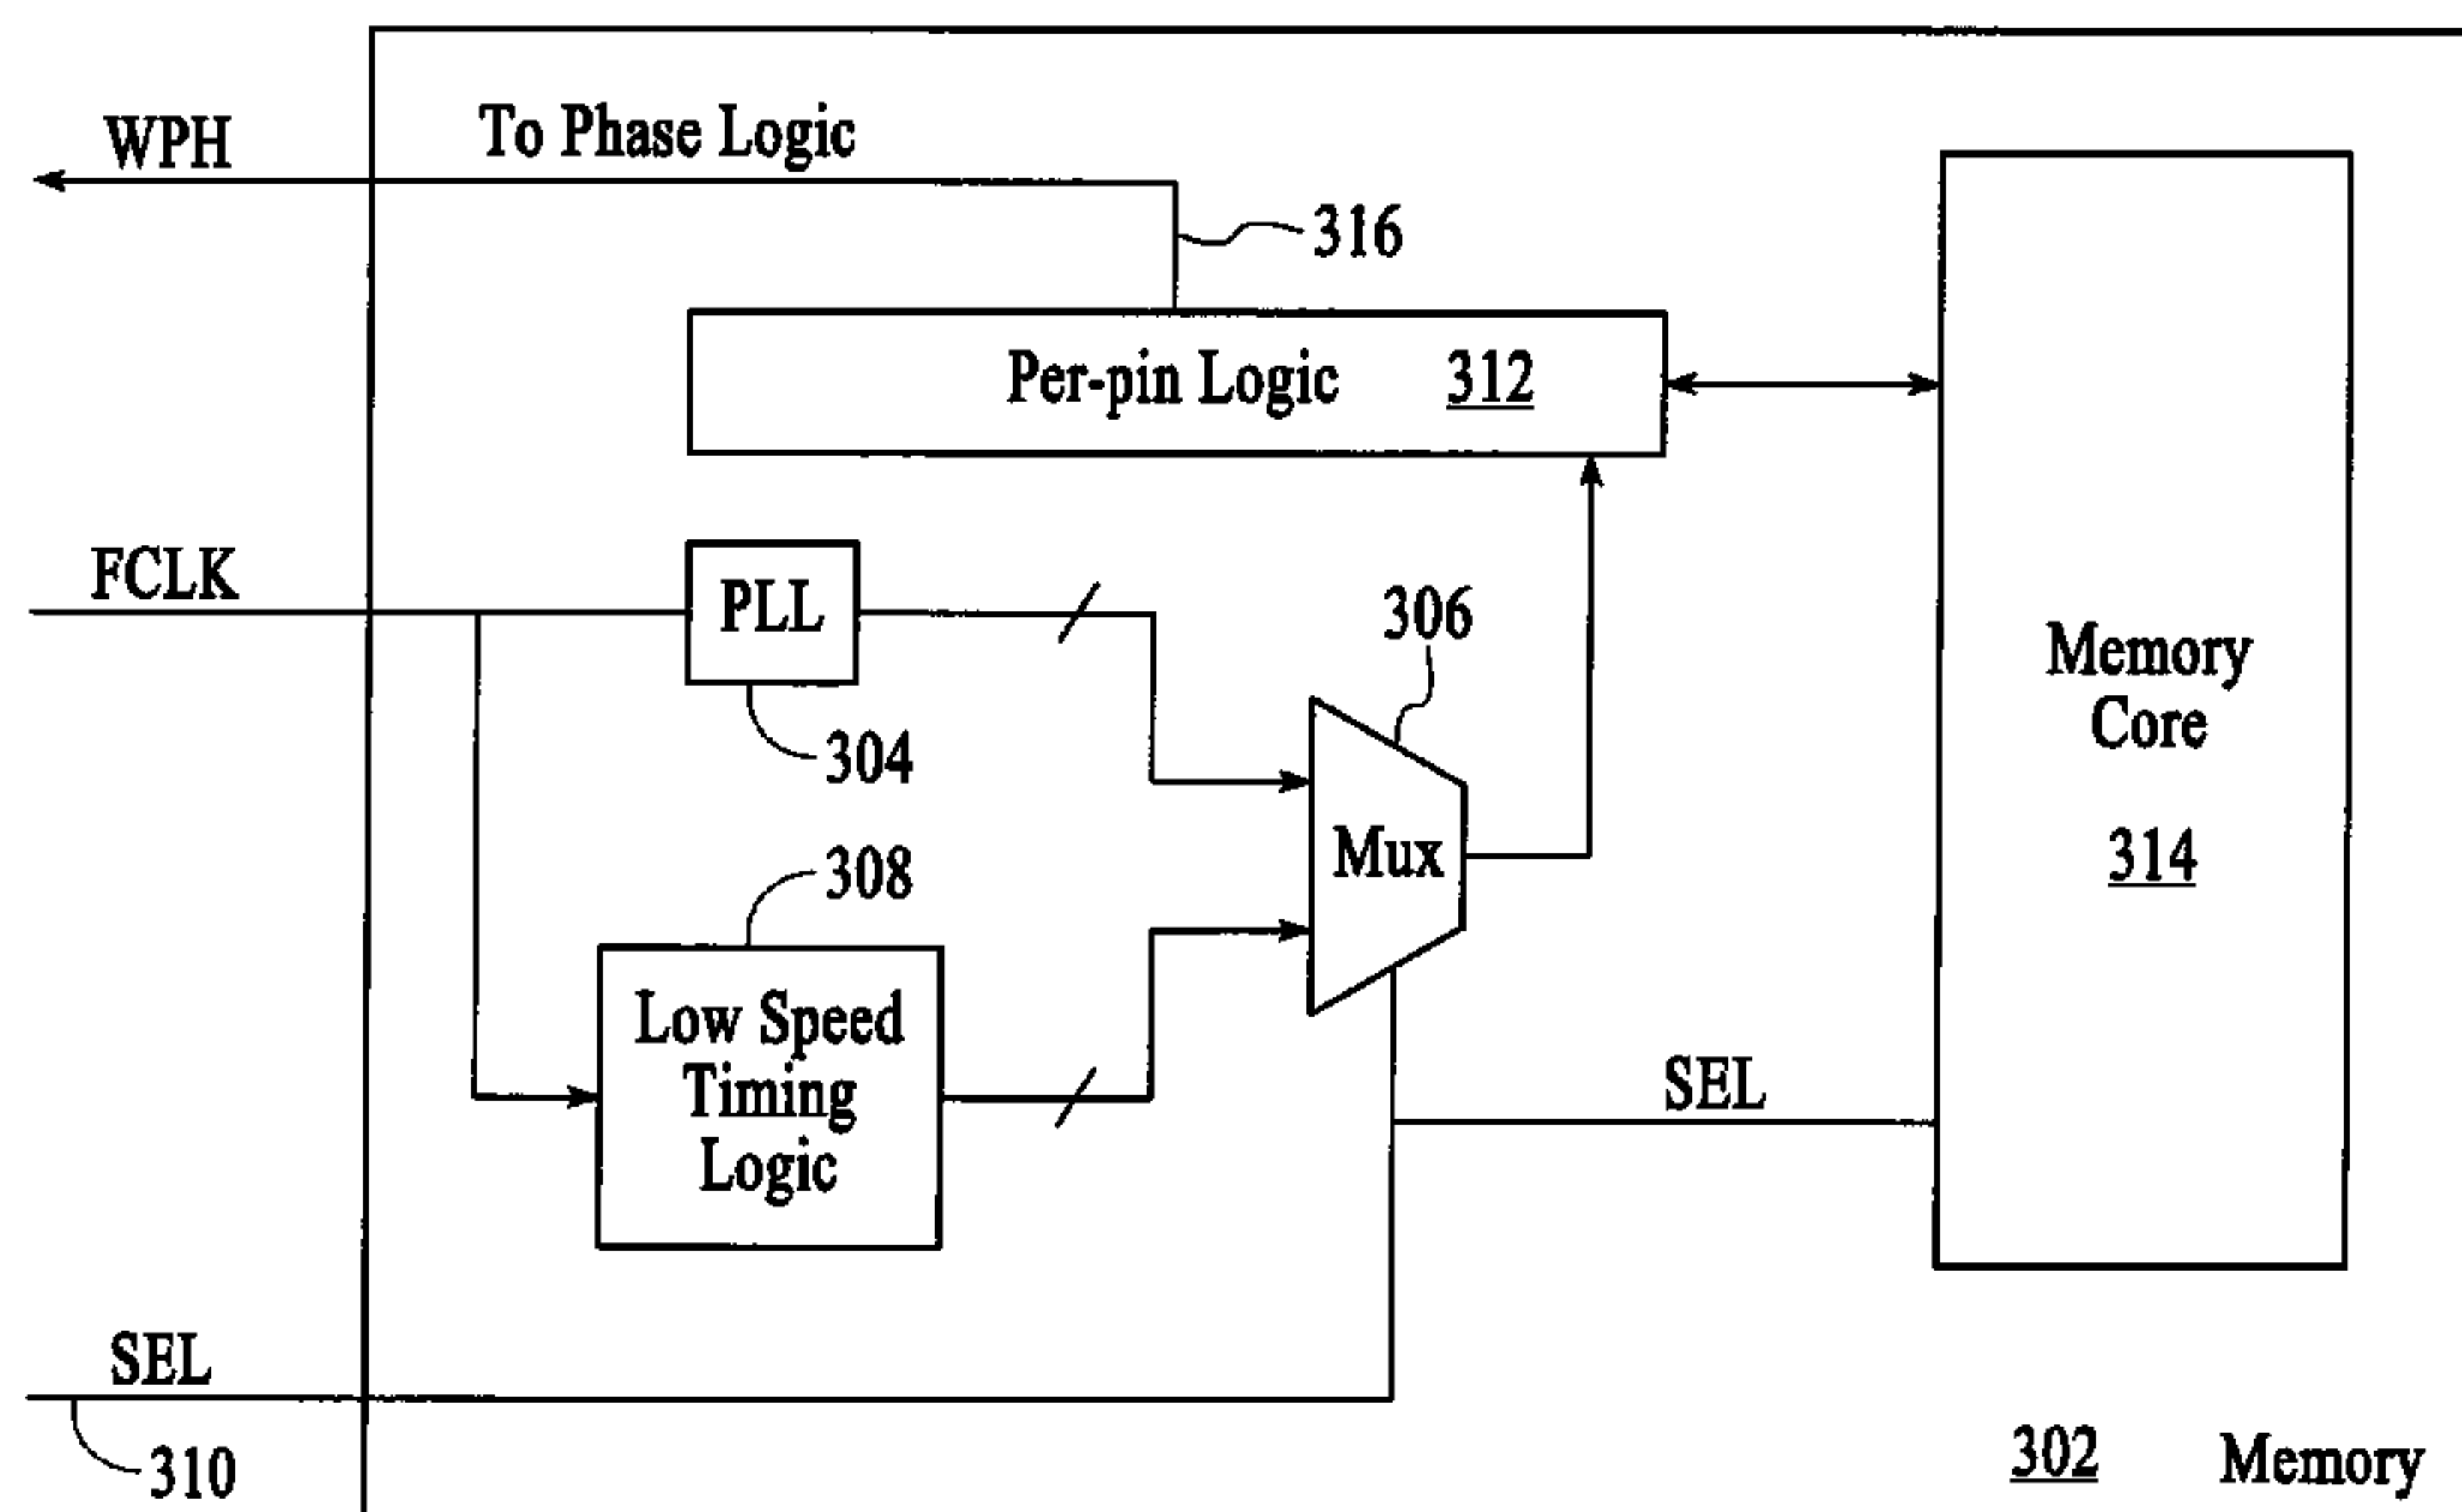 WPH
To Phase Logic
316
Per-pin Logic 312
FCLK
PLL
304
306
Mux
308
Low Speed
Timing
Logic
Memory
Core
314
SEL
SEL
310
302 Memory